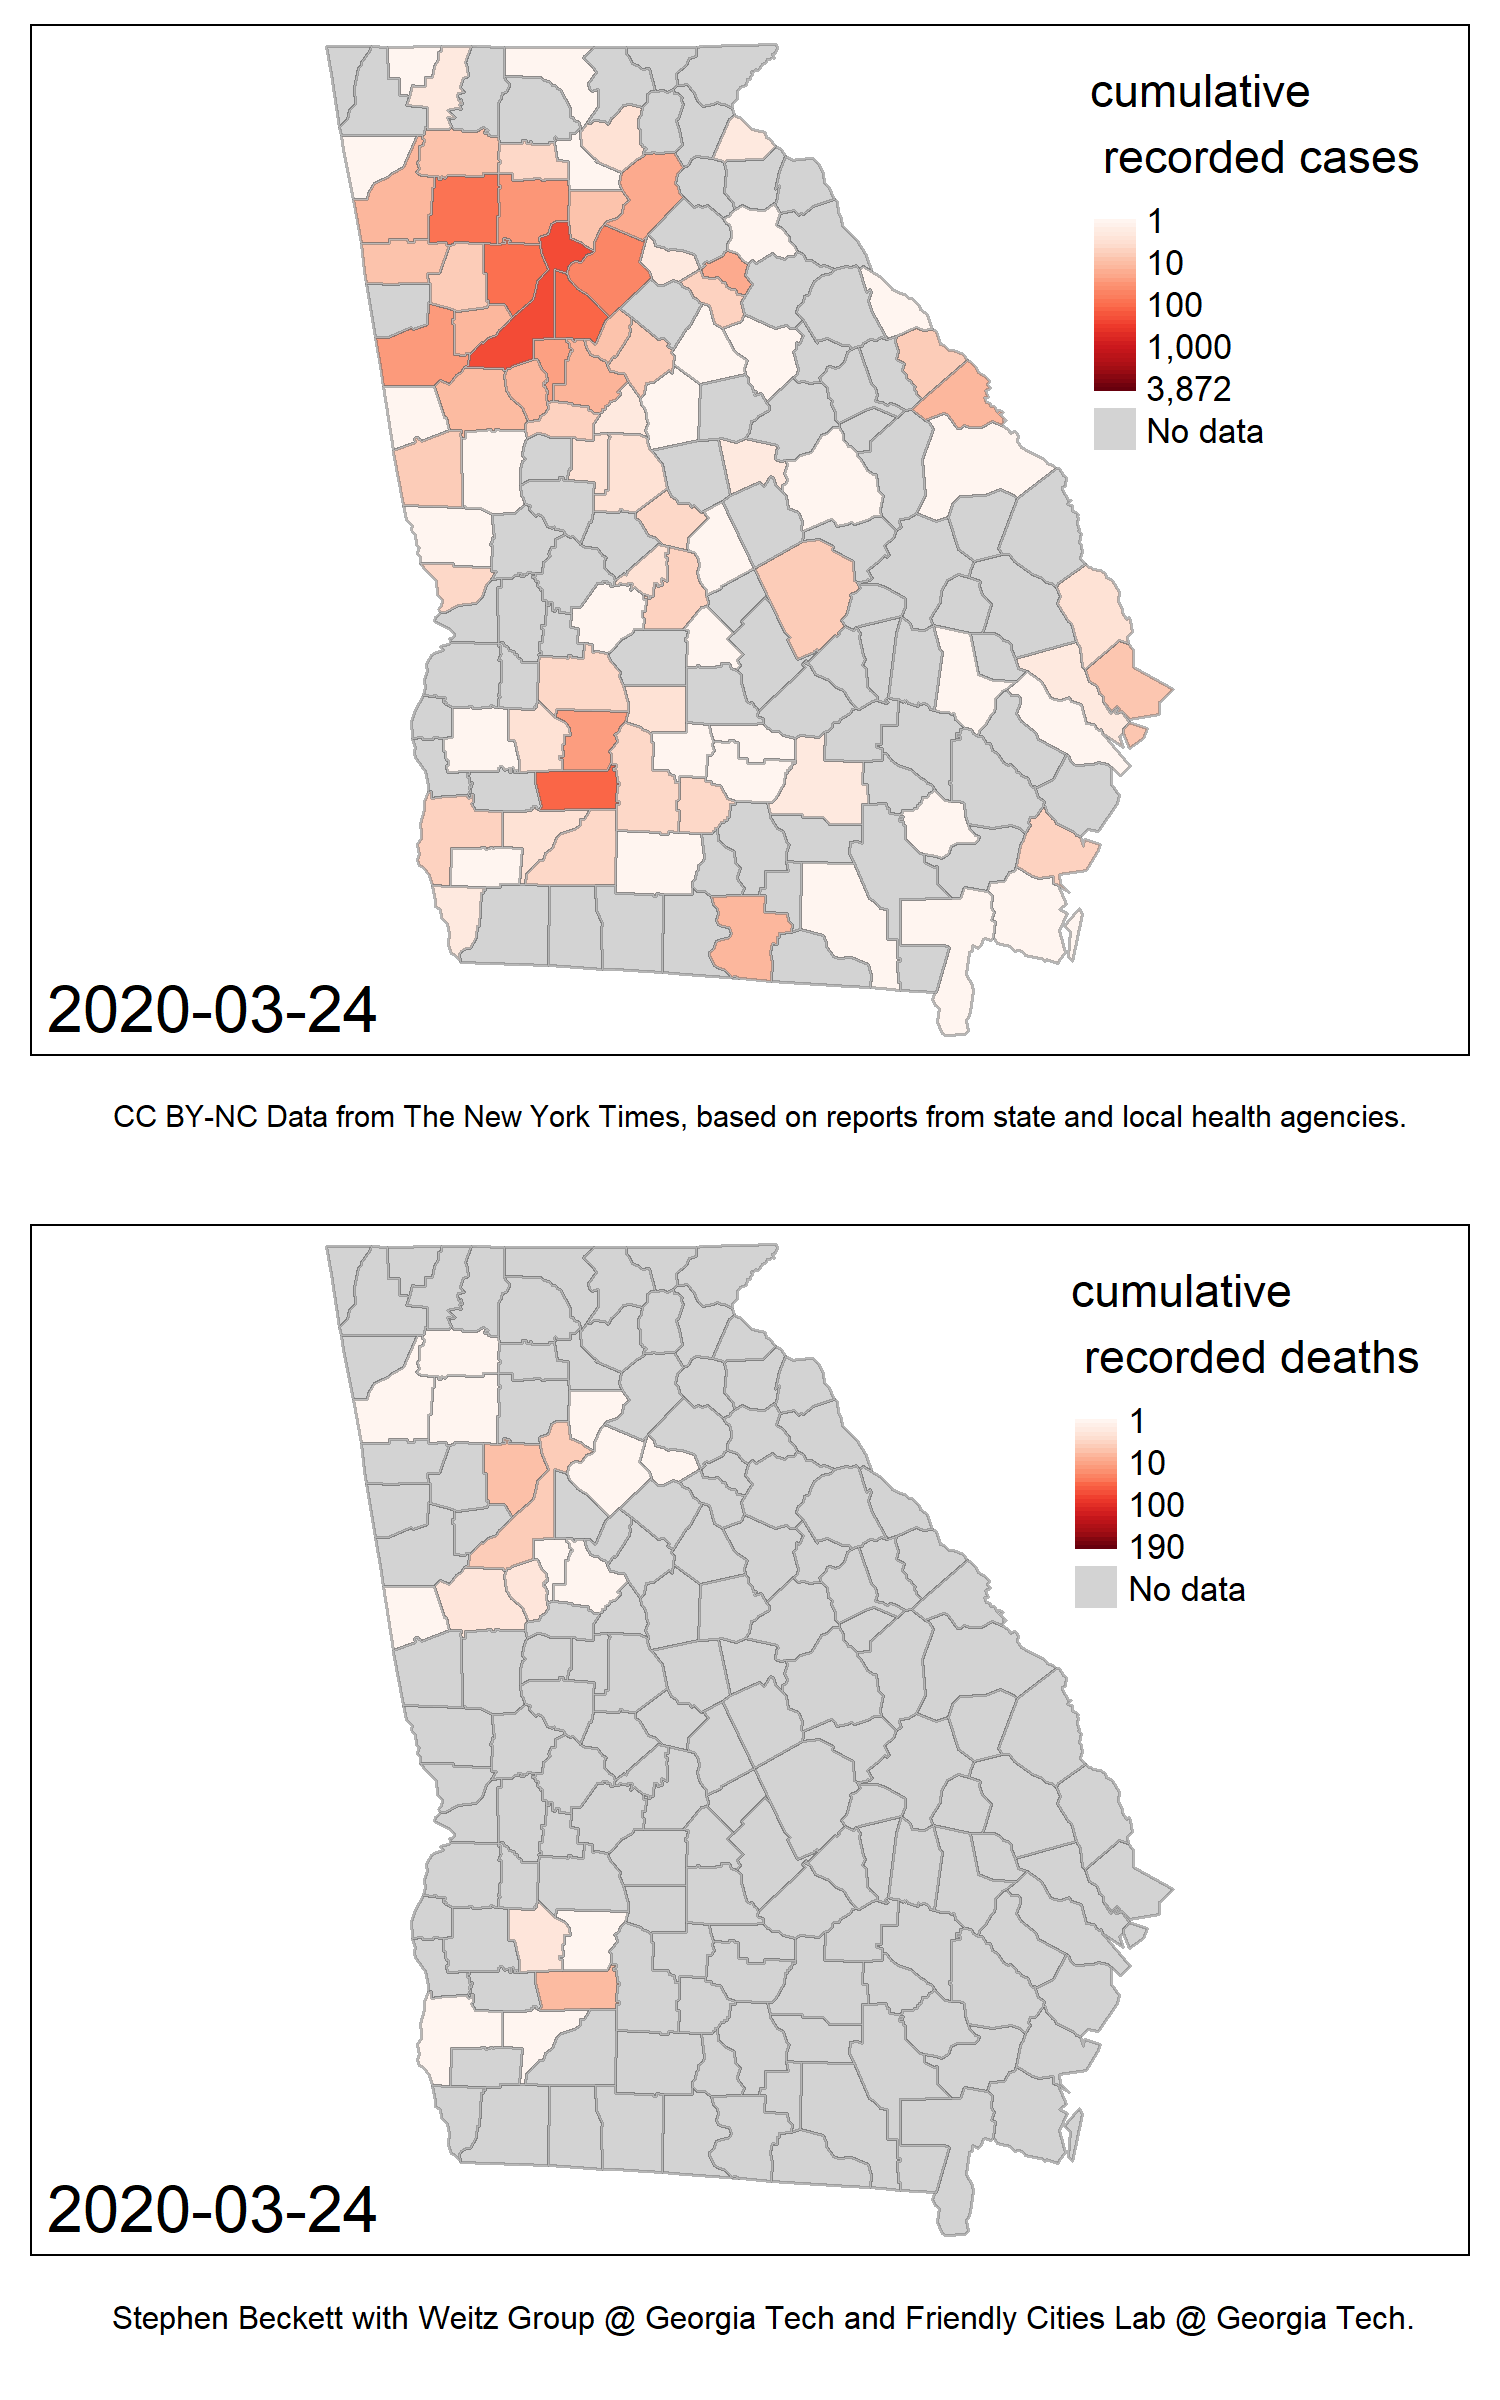 cumulative
recorded cases
1
10
100
1,000
3,872
No data
2020-03-24
CC BY-NC Data from The New York Times, based on reports from state and local health agencies.
cumulative
recorded deaths
1
10
100
190
No data
2020-03-24
Stephen Beckett with Weitz Group @ Georgia Tech and Friendly Cities Lab @ Georgia Tech.